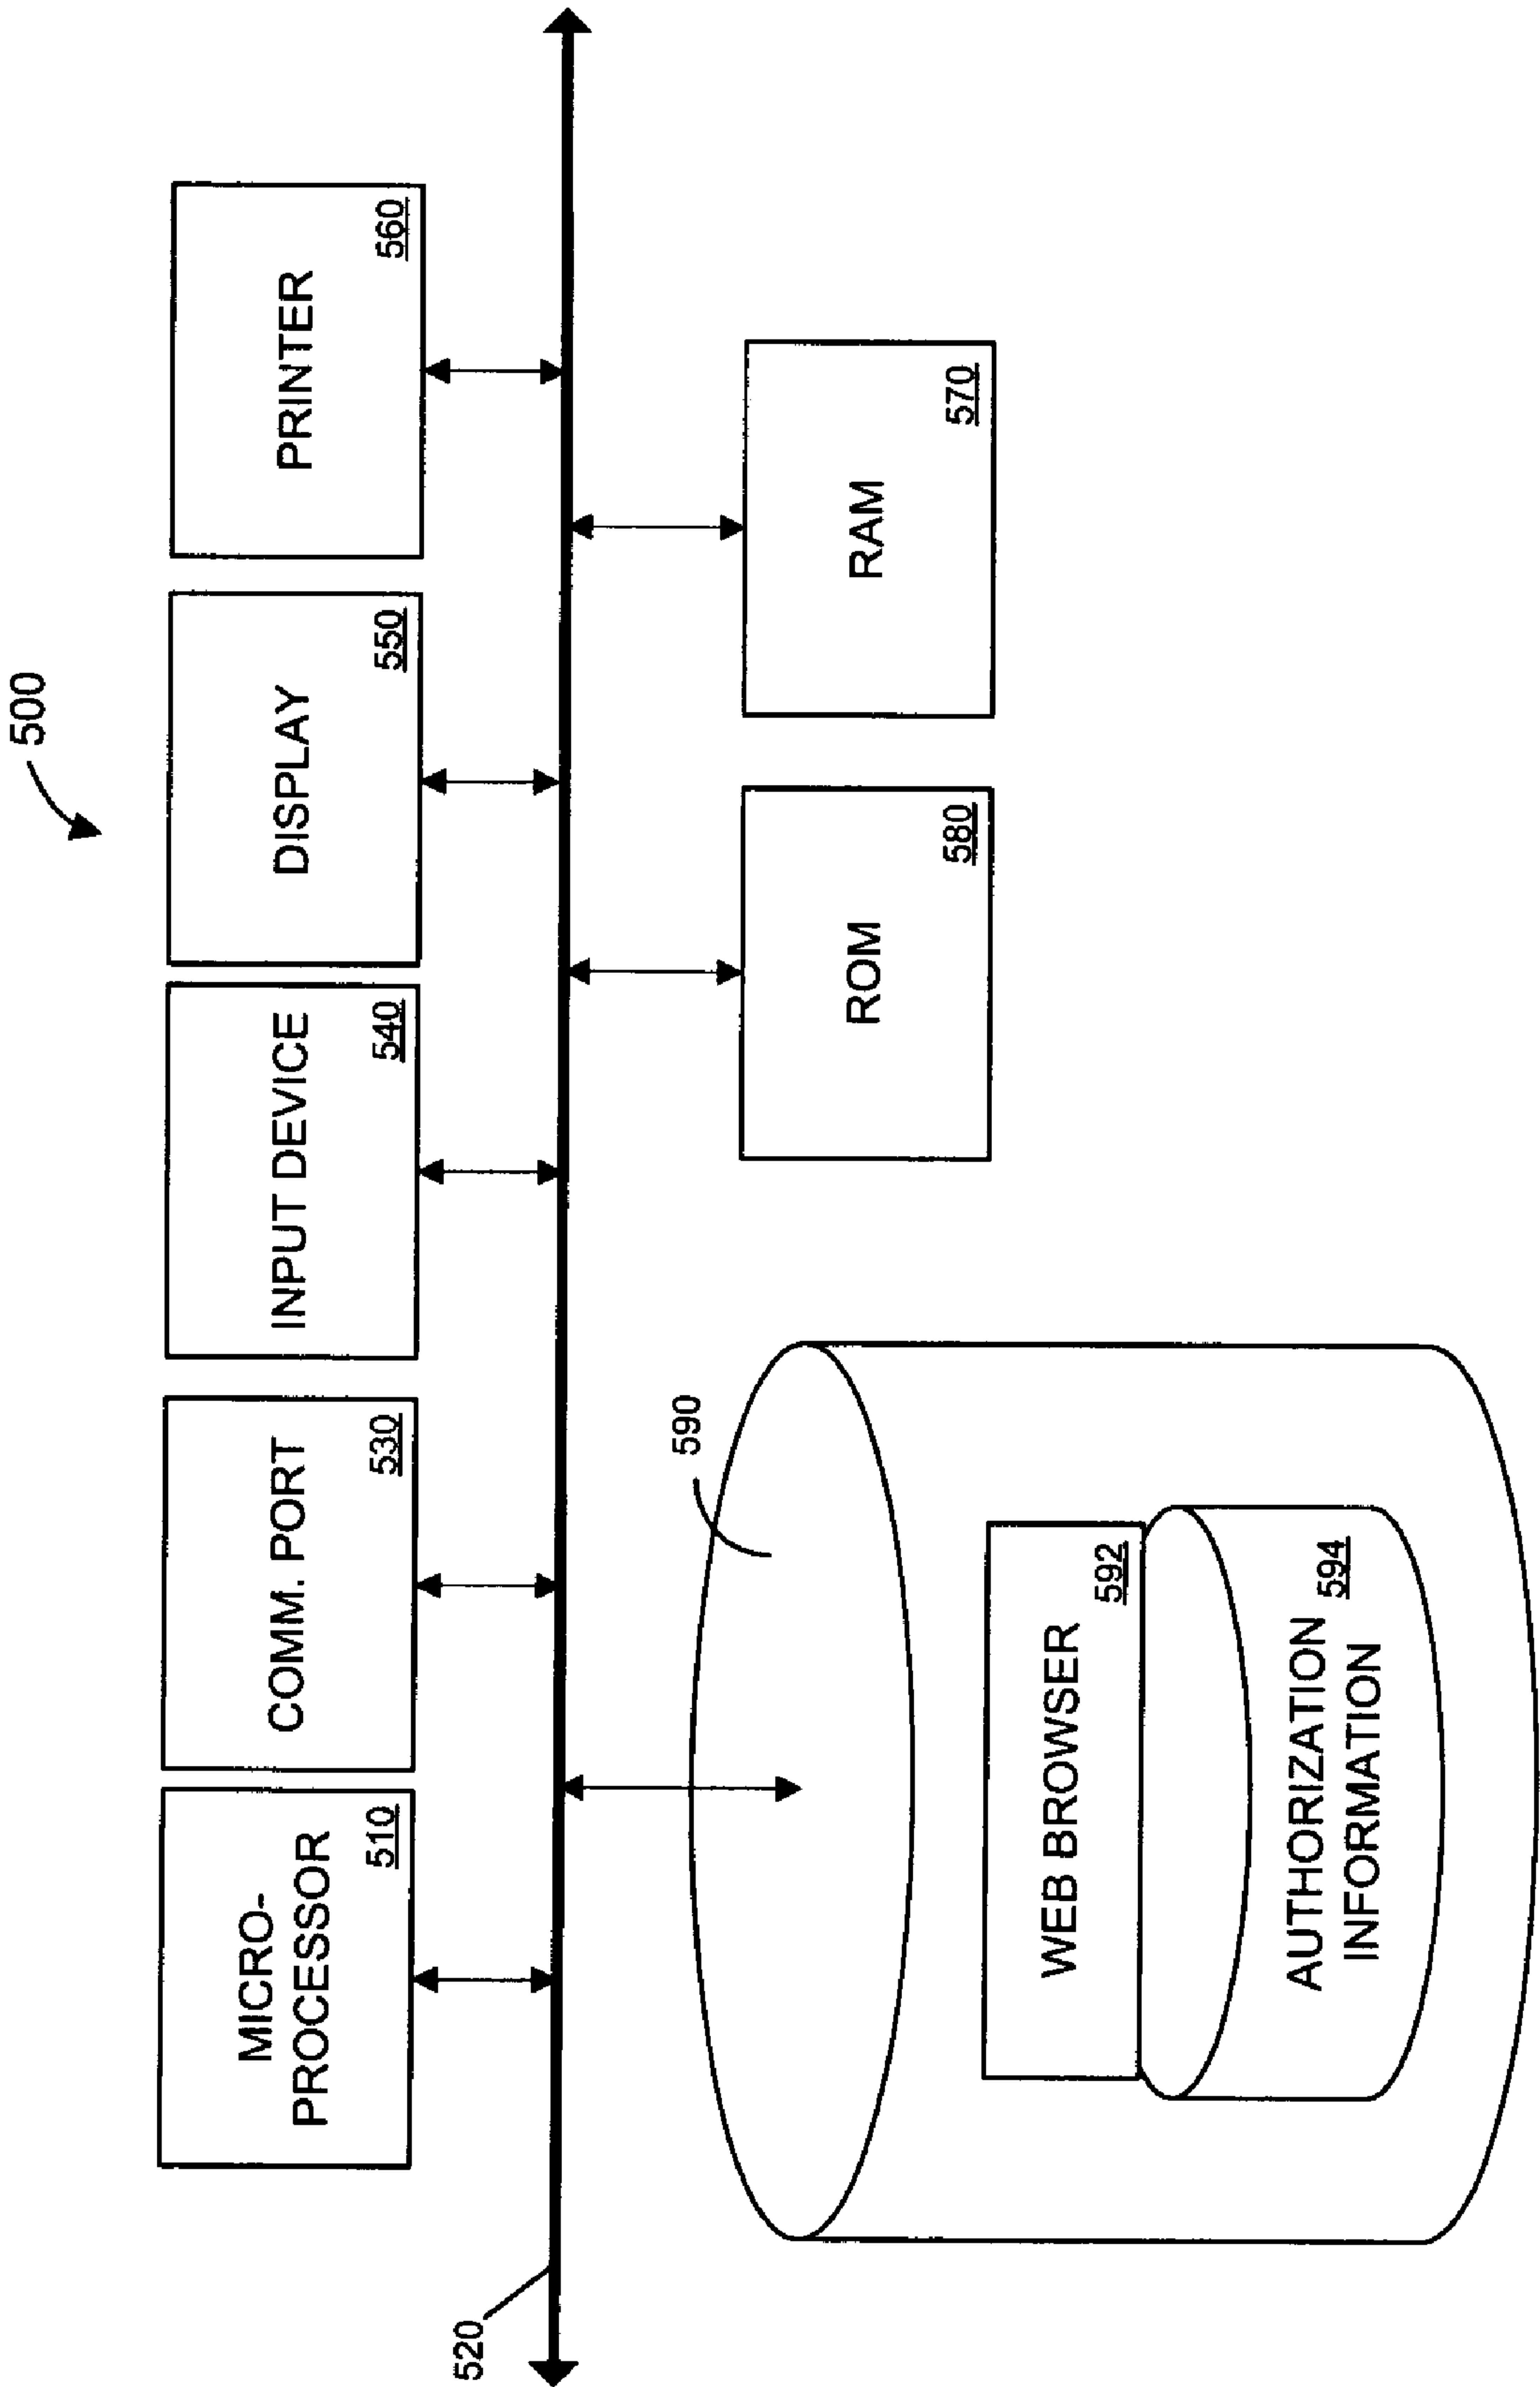 500
MICRO-
PROCESSOR
510
COMM. PORT
530
INPUT DEVICE
540
DISPLAY
550
PRINTER
560
520
590
WEB BROWSER
592
AUTHORIZATION
INFORMATION
594
ROM
580
RAM
570